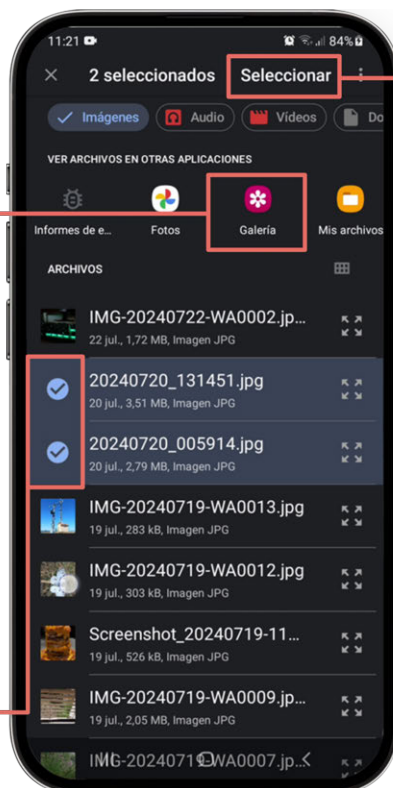 11:21 84%
2 seleccionados Seleccionar
Imágenes Audio Vídeos Do
VER ARCHIVOS EN OTRAS APLICACIONES
Informes de e... Fotos Galería Mis archivos
ARCHIVOS
IMG-20240722-WA0002.jp...
22 jul., 1,72 MB, Imagen JPG
20240720_131451.jpg
20 jul., 3,51 MB, Imagen JPG
20240720_005914.jpg
20 jul., 2,79 MB, Imagen JPG
IMG-20240719-WA0013.jpg
19 jul., 283 kB, Imagen JPG
IMG-20240719-WA0012.jpg
19 jul., 303 kB, Imagen JPG
Screenshot_20240719-11...
19 jul., 526 kB, Imagen JPG
IMG-20240719-WA0009.jp...
19 jul., 2,05 MB, Imagen JPG
IMG-20240719-WA0007.jp...